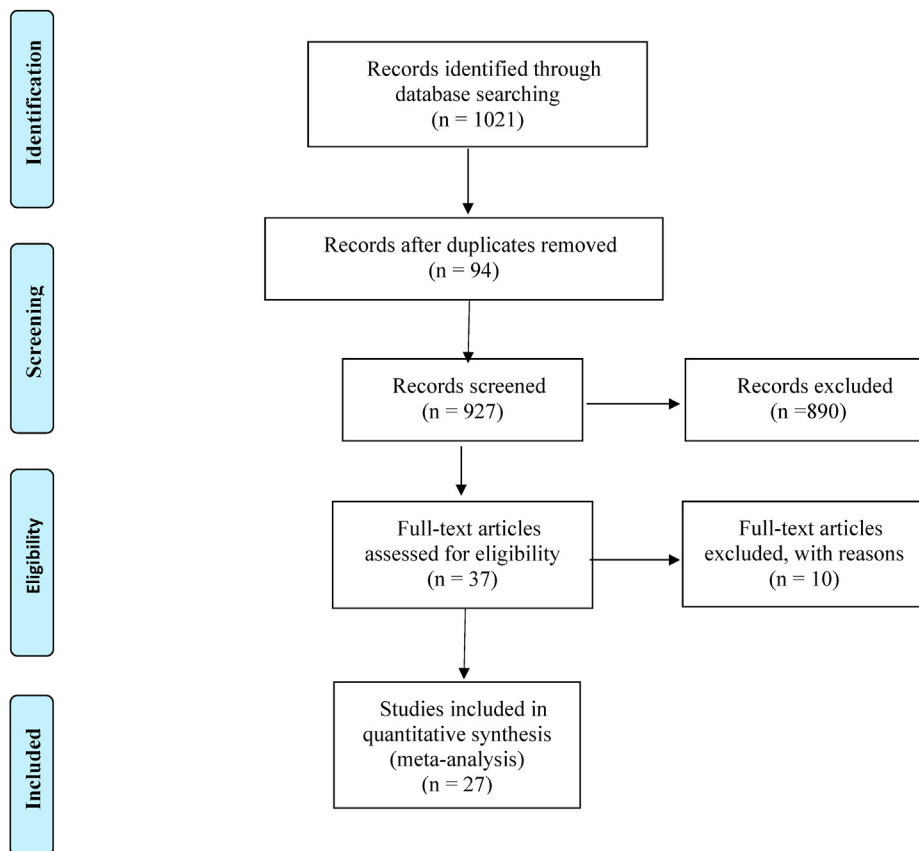 Identification
Records identified through
database searching
(n = 1021)
Records after duplicates removed
(n = 94)
Screening
Records screened
(n = 927)
Records excluded
(n =890)
Eligibility
Full-text articles
assessed for eligibility
(n = 37)
Full-text articles
excluded, with reasons
(n = 10)
Included
Studies included in
quantitative synthesis
(meta-analysis)
(n = 27)